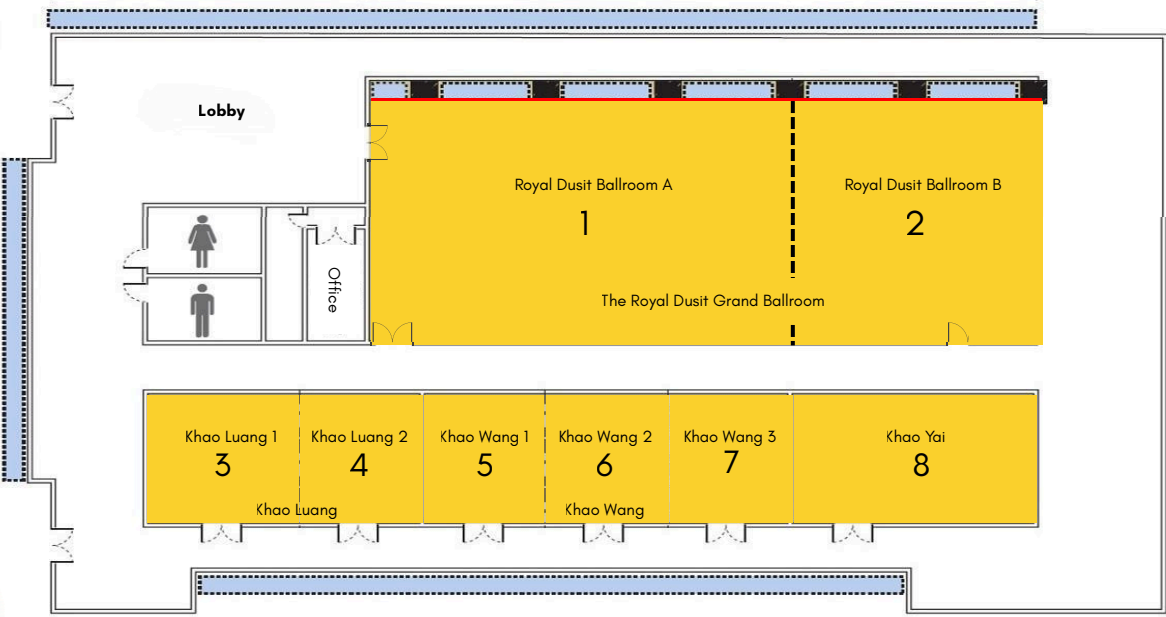 Lobby
Royal Dusit Ballroom A
1
Royal Dusit Ballroom B
2
The Royal Dusit Grand Ballroom
Office
Khao Luang 1
3
Khao Luang 2
4
Khao Wang 1
5
Khao Wang 2
6
Khao Wang 3
7
Khao Yai
8
Khao Luang
Khao Wang